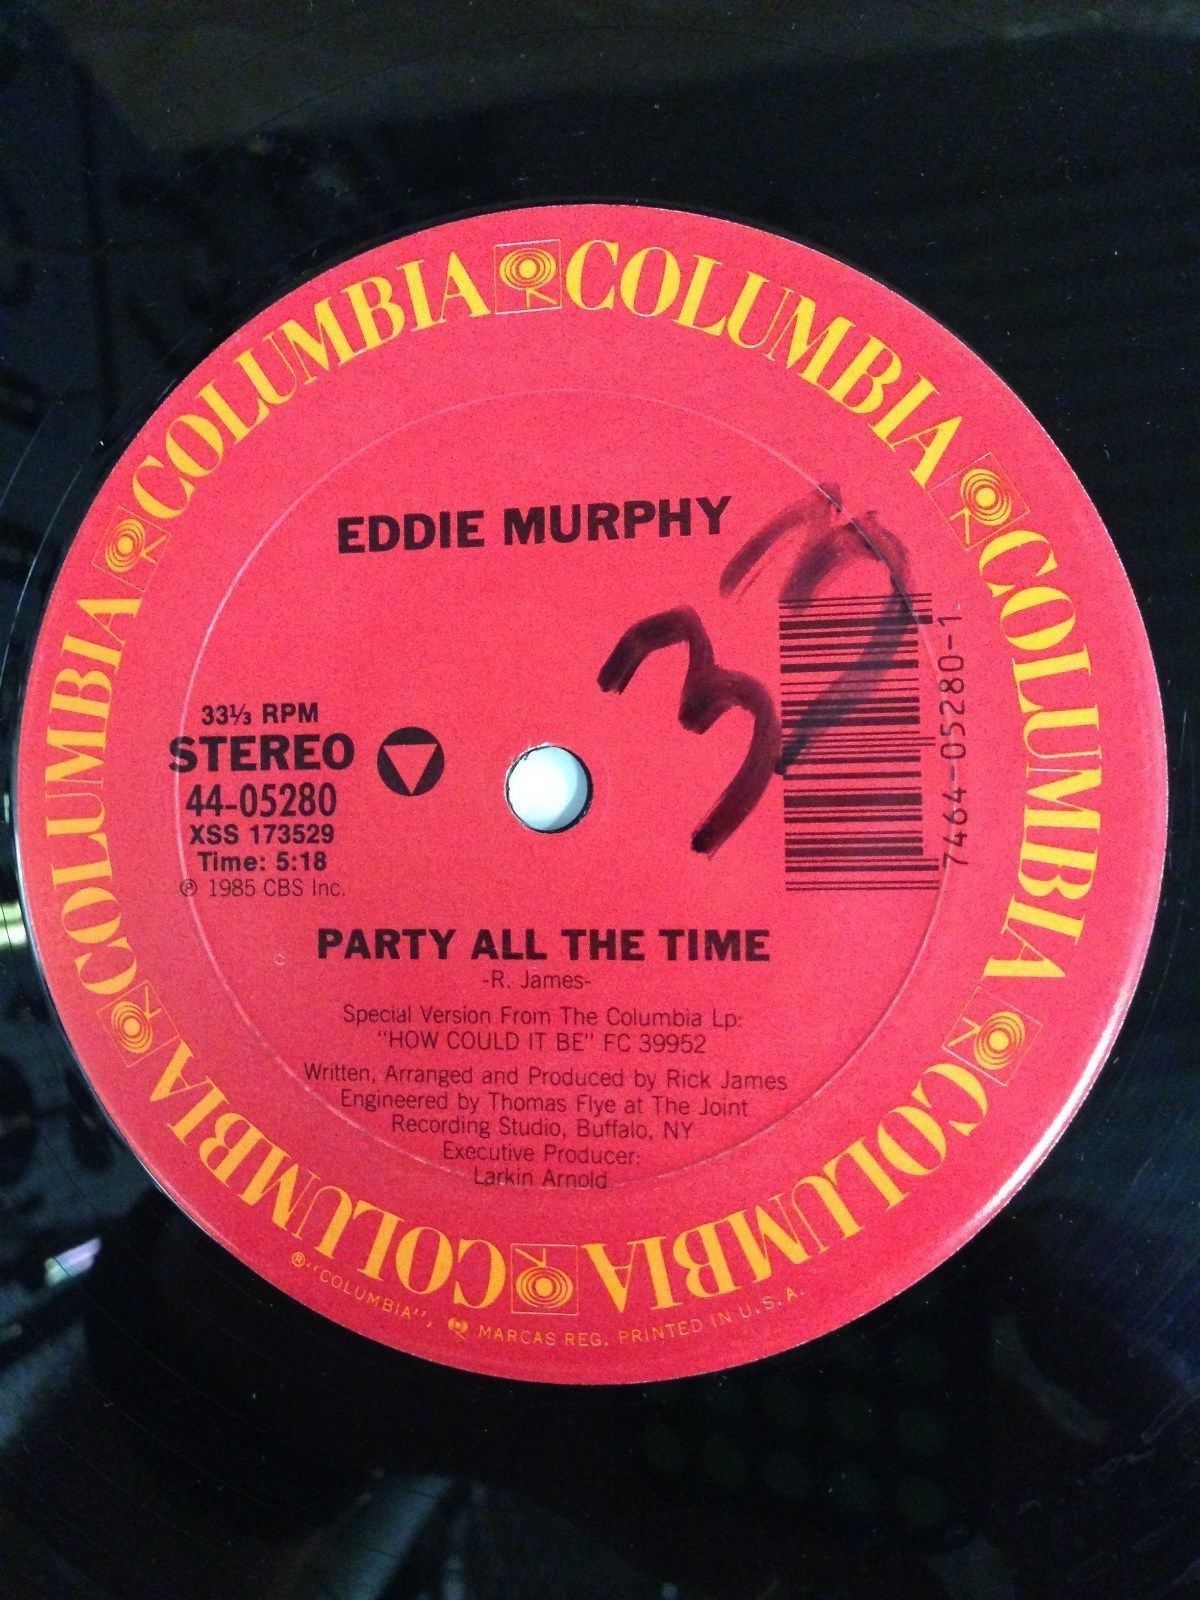 COLUMBIA COLUMBIA COLUMBIA COLUMBIA COLUMBIA COLUMBIA COLUMBIA
EDDIE MURPHY
33
33⅓ RPM
STEREO
44-05280
XSS 173529
Time: 5:18
℗ 1985 CBS Inc.
7464-05280-1
PARTY ALL THE TIME
-R. James-
Special Version From The Columbia Lp:
"HOW COULD IT BE" FC 39952
Written, Arranged and Produced by Rick James
Engineered by Thomas Flye at The Joint
Recording Studio, Buffalo, NY
Executive Producer:
Larkin Arnold
®"COLUMBIA", MARCAS REG. PRINTED IN U.S.A.